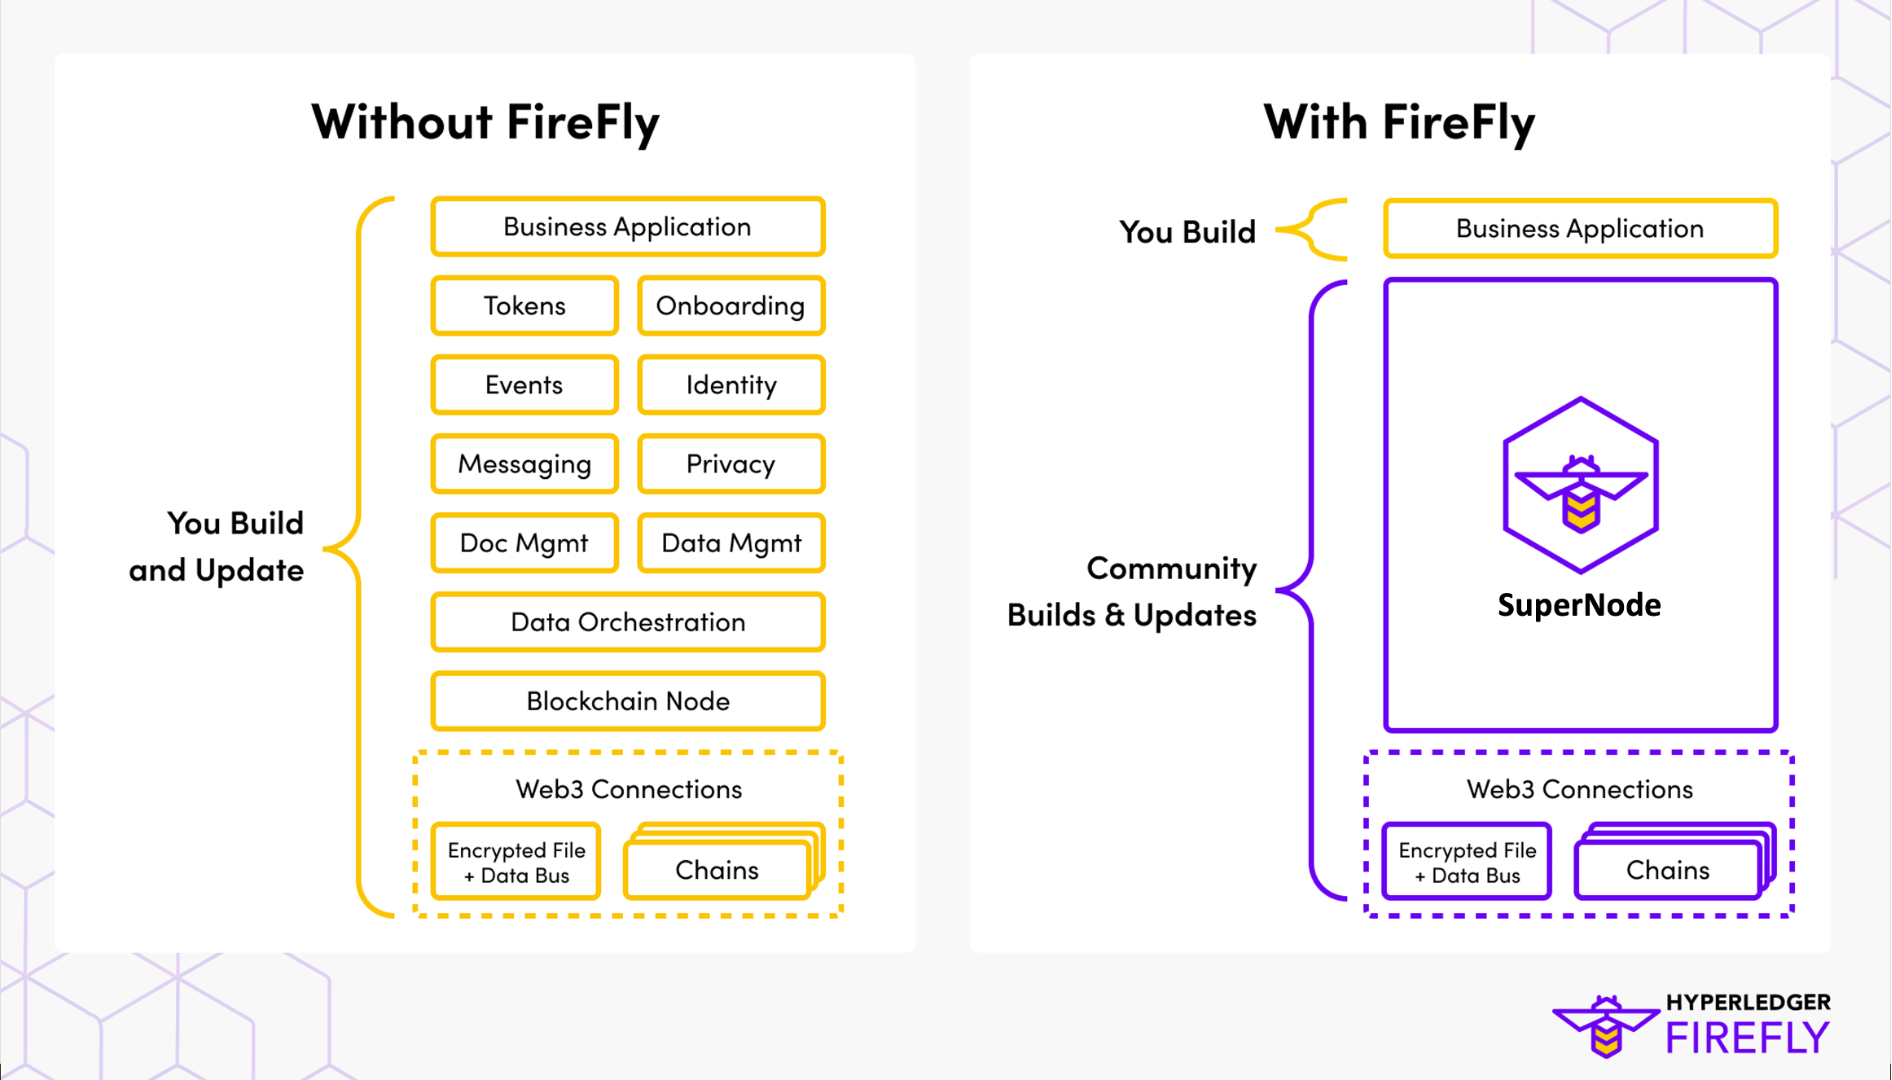 Without FireFly
You Build
and Update
Business Application
Tokens
Onboarding
Events
Identity
Messaging
Privacy
Doc Mgmt
Data Mgmt
Data Orchestration
Blockchain Node
Web3 Connections
Encrypted File
+ Data Bus
Chains
With FireFly
You Build
Business Application
Community
Builds & Updates
SuperNode
Web3 Connections
Encrypted File
+ Data Bus
Chains
HYPERLEDGER
FIREFLY